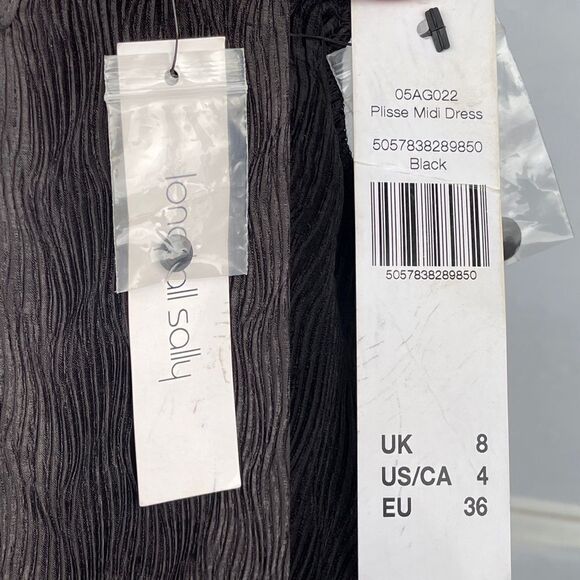 long tall sally
05AG022
Plisse Midi Dress
5057838289850
Black
5057838289850
UK 8
US/CA 4
EU 36